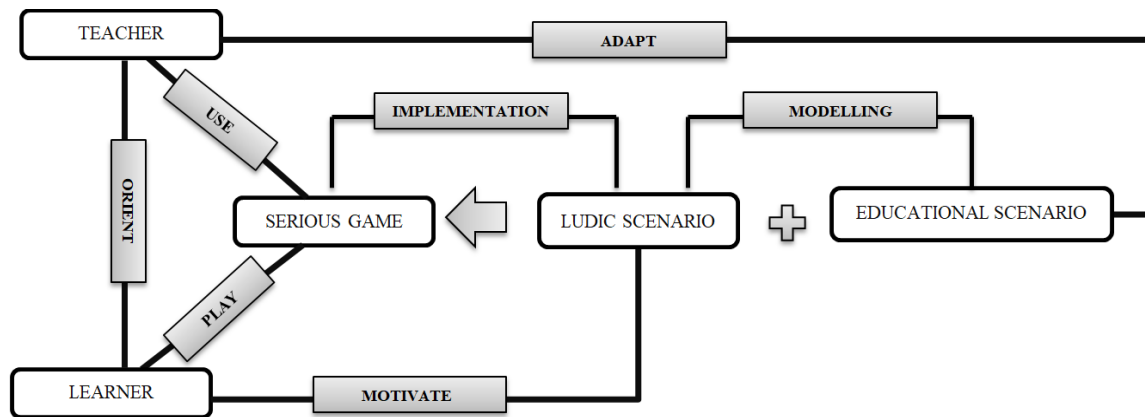 TEACHER
ADAPT
USE
IMPLEMENTATION
MODELLING
ORIENT
SERIOUS GAME
LUDIC SCENARIO
EDUCATIONAL SCENARIO
PLAY
LEARNER
MOTIVATE